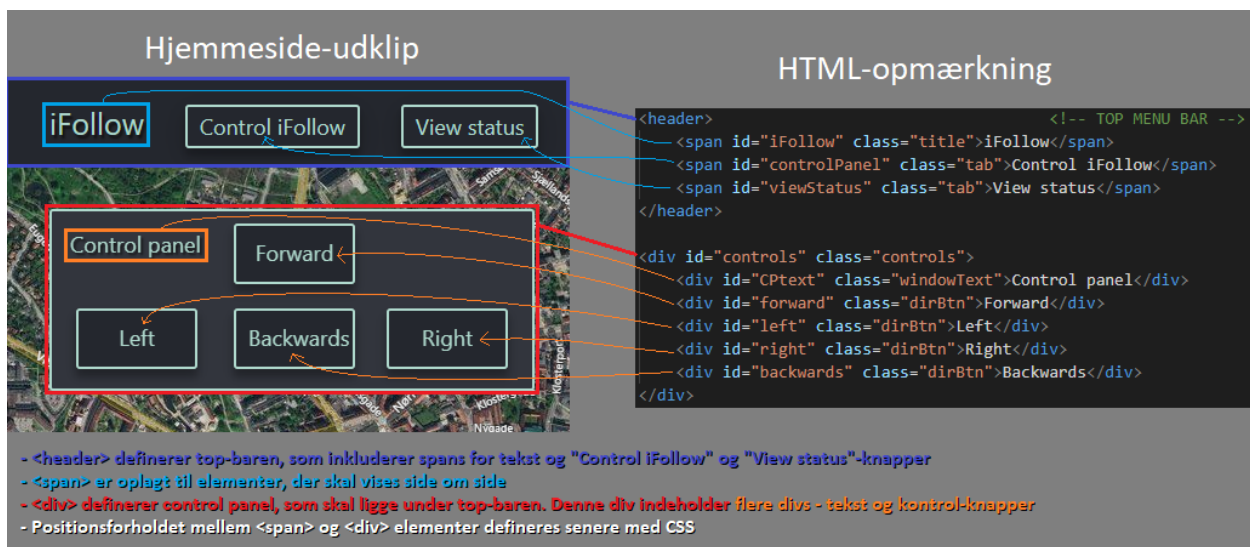 Hjemmeside-udklip
HTML-opmærkning
iFollow
Control iFollow
View status
Control panel
Forward
Left
Backwards
Right
Sjællands
Klosterport
Nygade
<header> <!-- TOP MENU BAR -->
<span id="iFollow" class="title">iFollow</span>
<span id="controlPanel" class="tab">Control iFollow</span>
<span id="viewStatus" class="tab">View status</span>
</header>
<div id="controls" class="controls">
<div id="CPtext" class="windowText">Control panel</div>
<div id="forward" class="dirBtn">Forward</div>
<div id="left" class="dirBtn">Left</div>
<div id="right" class="dirBtn">Right</div>
<div id="backwards" class="dirBtn">Backwards</div>
</div>
- <header> definerer top-baren, som inkluderer spans for tekst og "Control iFollow" og "View status"-knapper
- <span> er oplagt til elementer, der skal vises side om side
- <div> definerer control panel, som skal ligge under top-baren. Denne div indeholder flere divs - tekst og kontrol-knapper
- Positionsforholdet mellem <span> og <div> elementer defineres senere med CSS